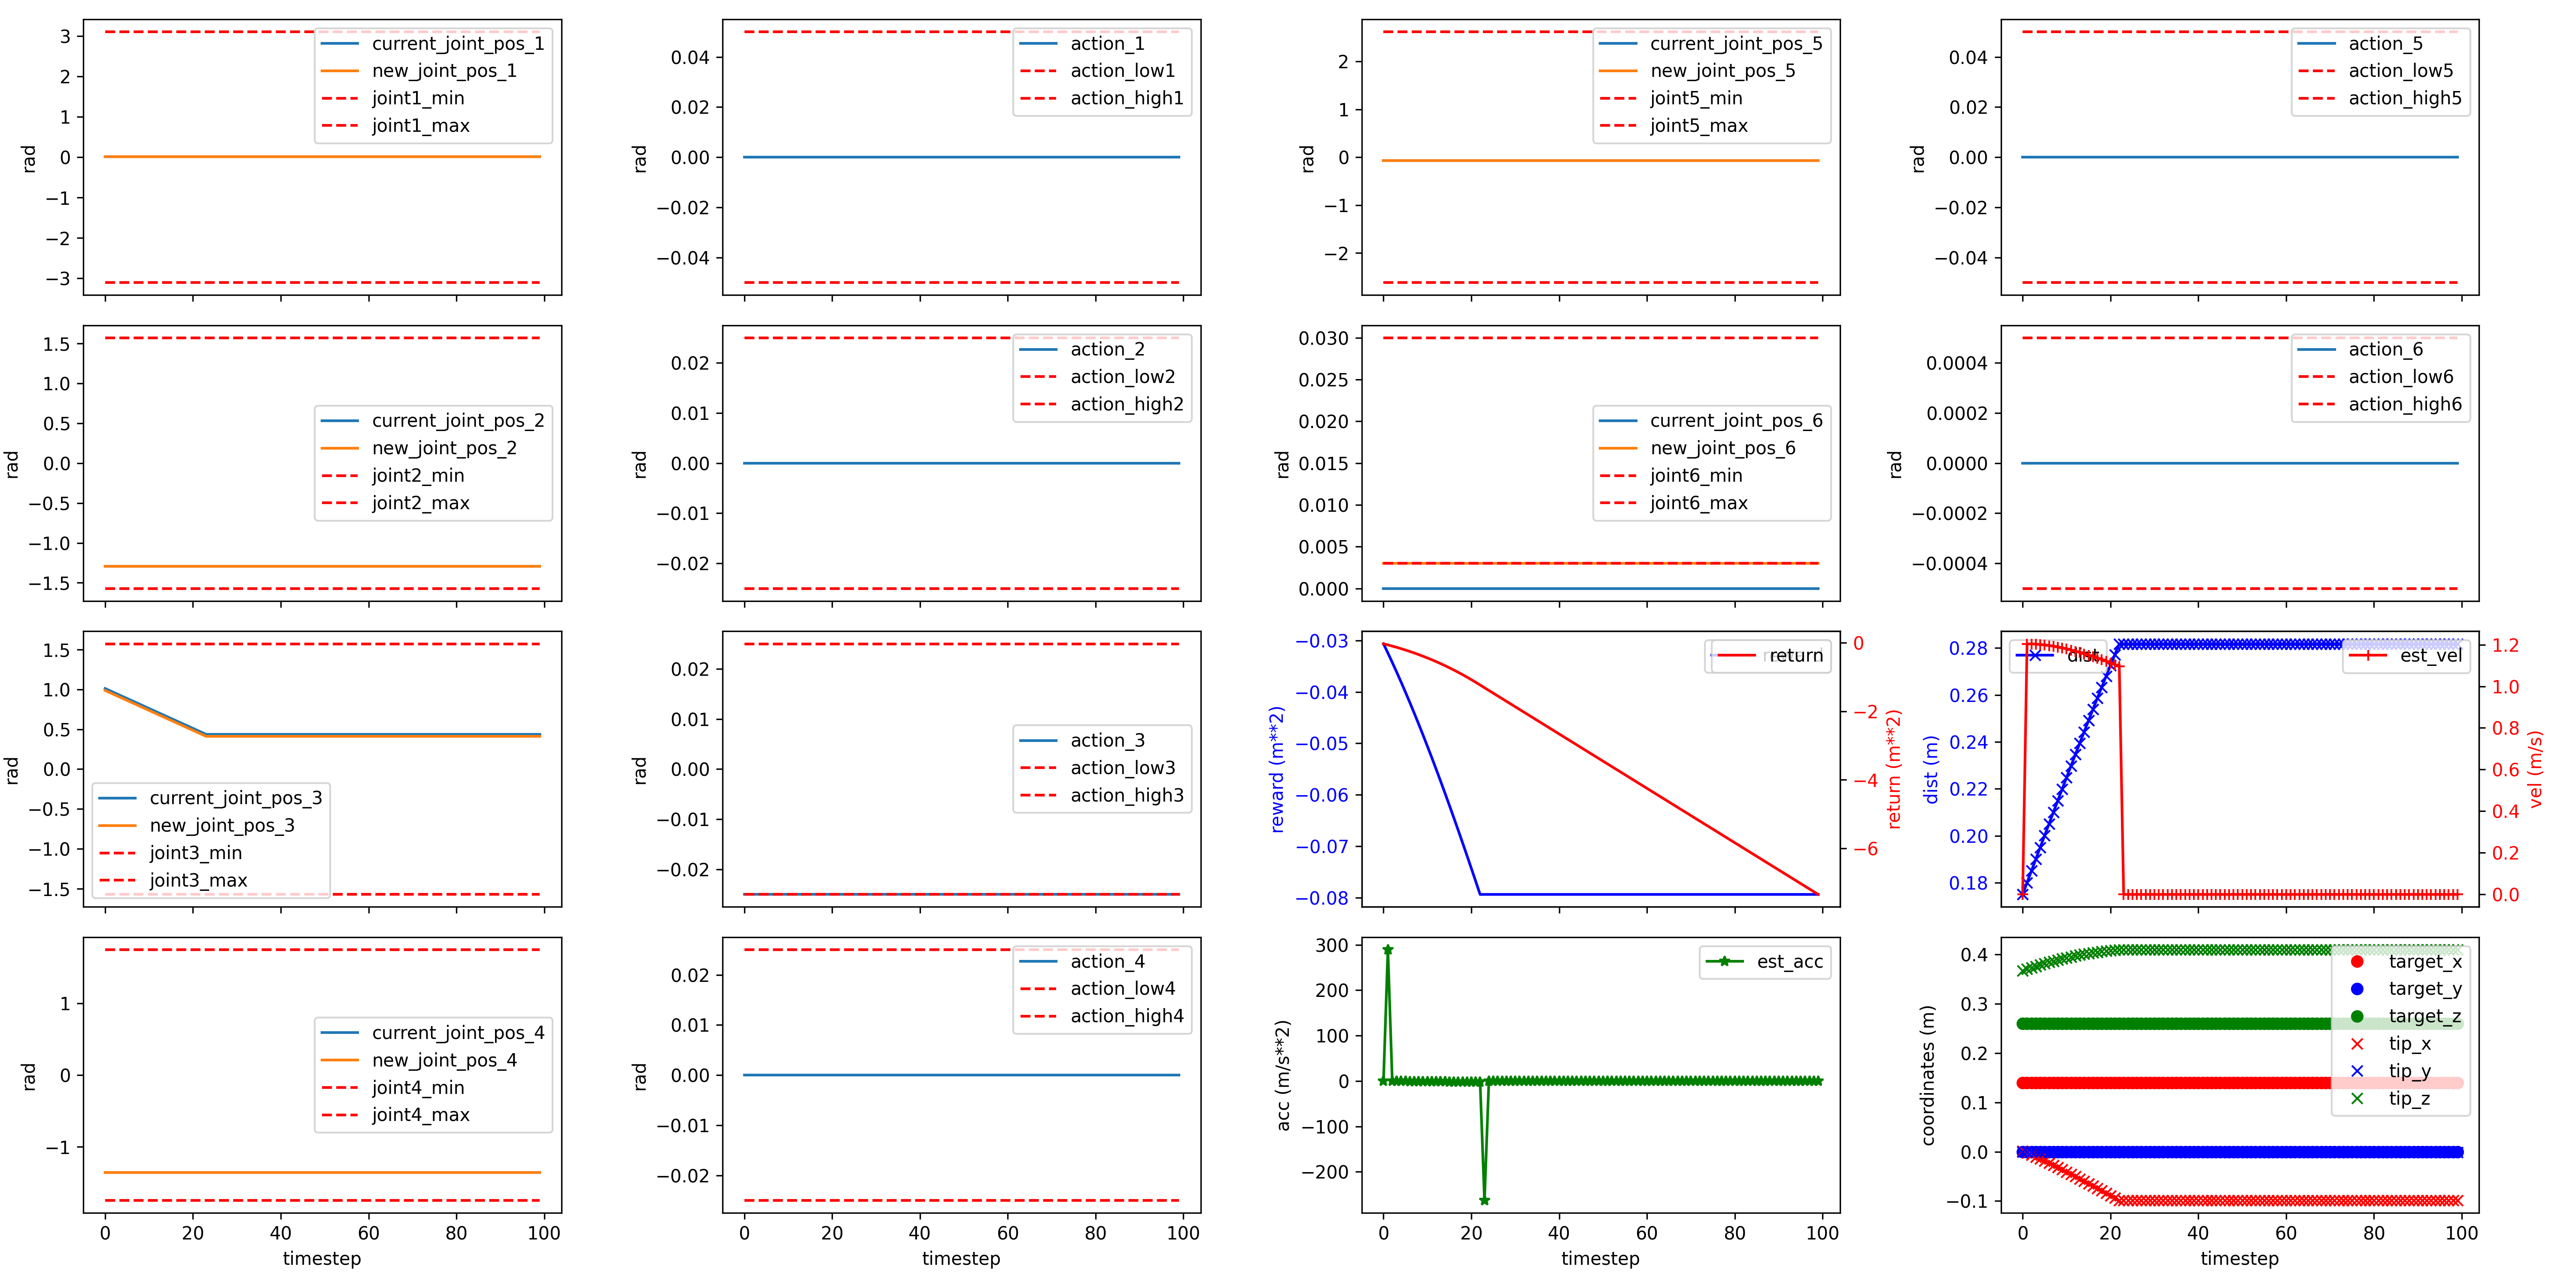 3
2
1
0
−1
−2
−3
rad
current_joint_pos_1
new_joint_pos_1
joint1_min
joint1_max
0.04
0.02
0.00
−0.02
−0.04
rad
action_1
action_low1
action_high1
2
1
0
−1
−2
rad
current_joint_pos_5
new_joint_pos_5
joint5_min
joint5_max
0.04
0.02
0.00
−0.02
−0.04
rad
action_5
action_low5
action_high5
1.5
1.0
0.5
0.0
−0.5
−1.0
−1.5
rad
current_joint_pos_2
new_joint_pos_2
joint2_min
joint2_max
0.02
0.01
0.00
−0.01
−0.02
rad
action_2
action_low2
action_high2
0.030
0.025
0.020
0.015
0.010
0.005
0.000
rad
current_joint_pos_6
new_joint_pos_6
joint6_min
joint6_max
0.0004
0.0002
0.0000
−0.0002
−0.0004
rad
action_6
action_low6
action_high6
1.5
1.0
0.5
0.0
−0.5
−1.0
−1.5
rad
current_joint_pos_3
new_joint_pos_3
joint3_min
joint3_max
0.02
0.01
0.00
−0.01
−0.02
rad
action_3
action_low3
action_high3
−0.03
−0.04
−0.05
−0.06
−0.07
−0.08
reward (m**2)
return
0
−2
−4
−6
return (m**2)
0.28
0.26
0.24
0.22
0.20
0.18
dist (m)
dist
est_vel
1.2
1.0
0.8
0.6
0.4
0.2
0.0
vel (m/s)
1
0
−1
rad
current_joint_pos_4
new_joint_pos_4
joint4_min
joint4_max
0 20 40 60 80 100
timestep
0.02
0.01
0.00
−0.01
−0.02
rad
action_4
action_low4
action_high4
0 20 40 60 80 100
timestep
300
200
100
0
−100
−200
acc (m/s**2)
est_acc
0 20 40 60 80 100
timestep
0.4
0.3
0.2
0.1
0.0
−0.1
coordinates (m)
target_x
target_y
target_z
tip_x
tip_y
tip_z
0 20 40 60 80 100
timestep